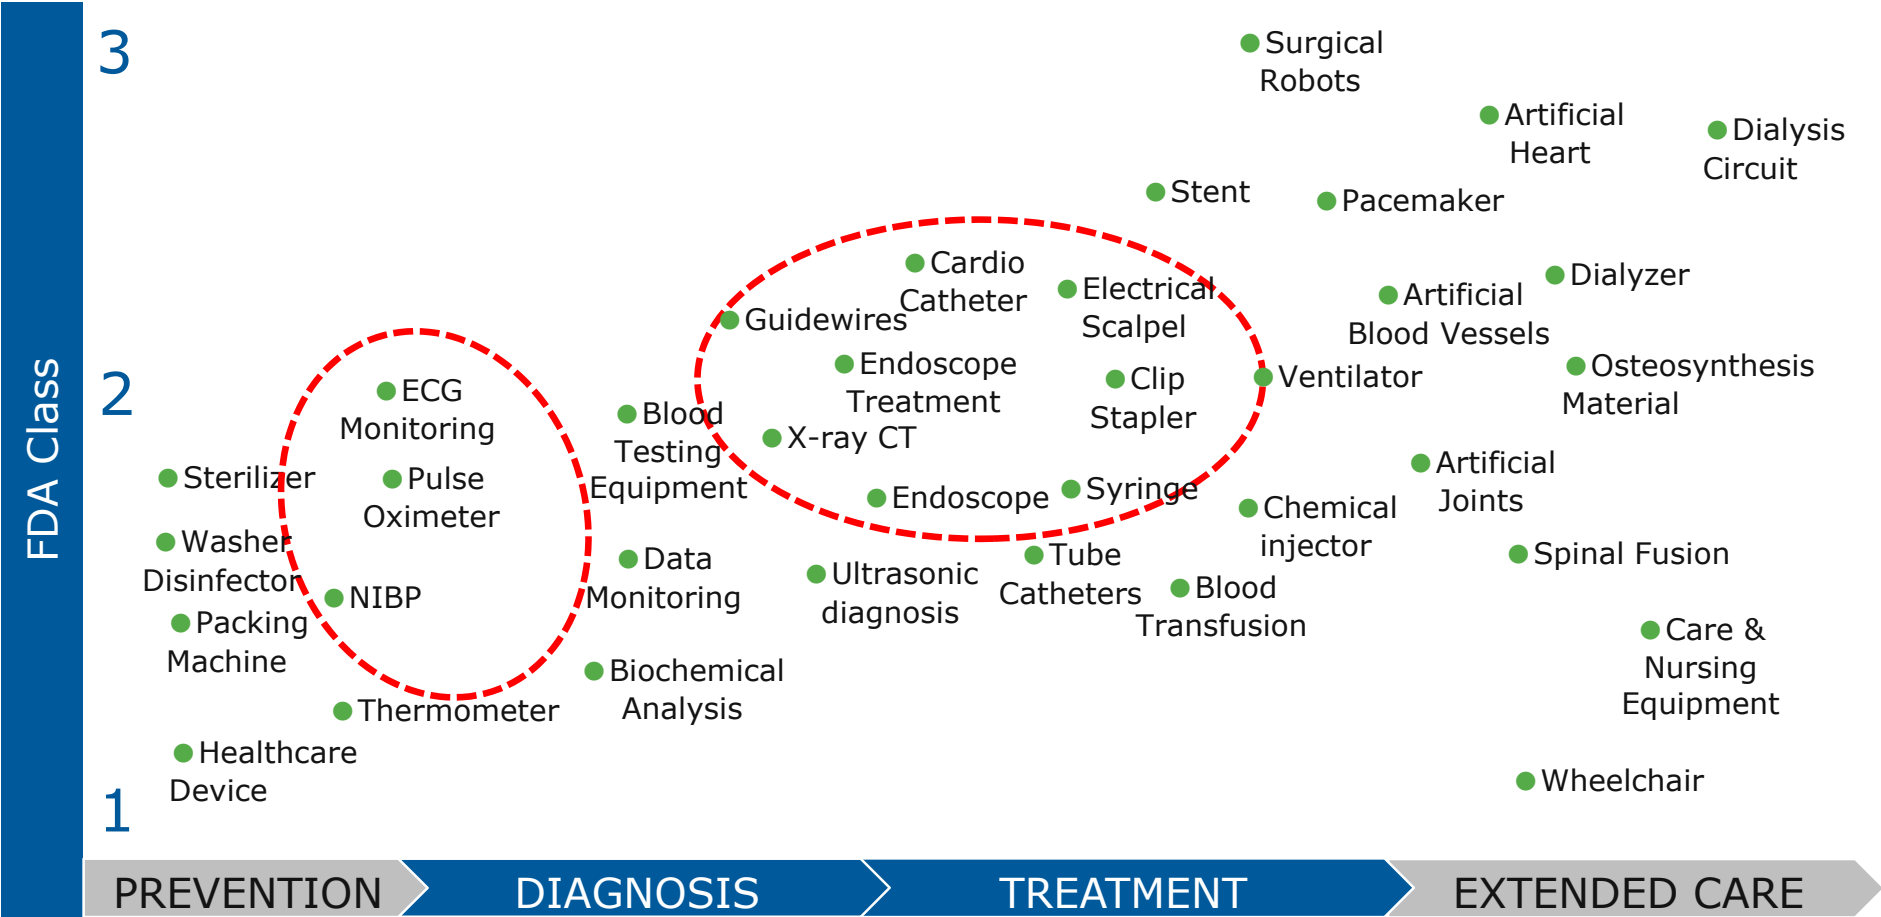 FDA Class
3
2
1
Surgical
Robots
Artificial
Heart
Dialysis
Circuit
Stent
Pacemaker
Cardio
Catheter
Electrical
Scalpel
Dialyzer
Artificial
Blood Vessels
Guidewires
Endoscope
Treatment
Clip
Stapler
Ventilator
Osteosynthesis
Material
ECG
Monitoring
Blood
Testing
Equipment
X-ray CT
Sterilizer
Pulse
Oximeter
Endoscope
Syringe
Chemical
injector
Artificial
Joints
Washer
Disinfector
Data
Monitoring
Ultrasonic
diagnosis
Tube
Catheters
Blood
Transfusion
Spinal Fusion
NIBP
Packing
Machine
Biochemical
Analysis
Care &
Nursing
Equipment
Thermometer
Healthcare
Device
Wheelchair
PREVENTION
DIAGNOSIS
TREATMENT
EXTENDED CARE